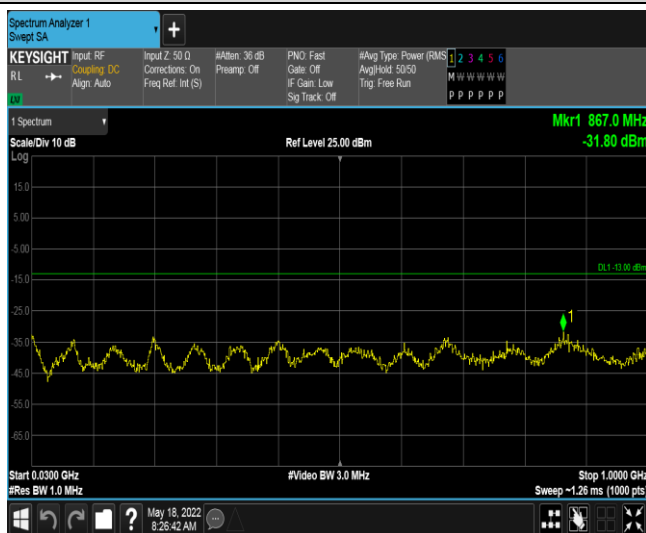 Spectrum Analyzer 1
Swept SA
+
KEYSIGHT
RL
LXI
Input: RF
Coupling: DC
Align: Auto
Input Z: 50 Ω
Corrections: On
Freq Ref: Int (S)
#Atten: 36 dB
Preamp: Off
PNO: Fast
Gate: Off
IF Gain: Low
Sig Track: Off
#Avg Type: Power (RMS
Avg|Hold: 50/50
Trig: Free Run
1 2 3 4 5 6
M W W W W W
P P P P P P
1 Spectrum
Mkr1 867.0 MHz
Scale/Div 10 dB
Ref Level 25.00 dBm
-31.80 dBm
Log
15.0
5.00
-5.00
DL1 -13.00 dBm
-15.0
-25.0
1
-35.0
-45.0
-55.0
-65.0
Start 0.0300 GHz
#Video BW 3.0 MHz
Stop 1.0000 GHz
#Res BW 1.0 MHz
Sweep ~1.26 ms (1000 pts)
?
May 18, 2022
8:26:42 AM